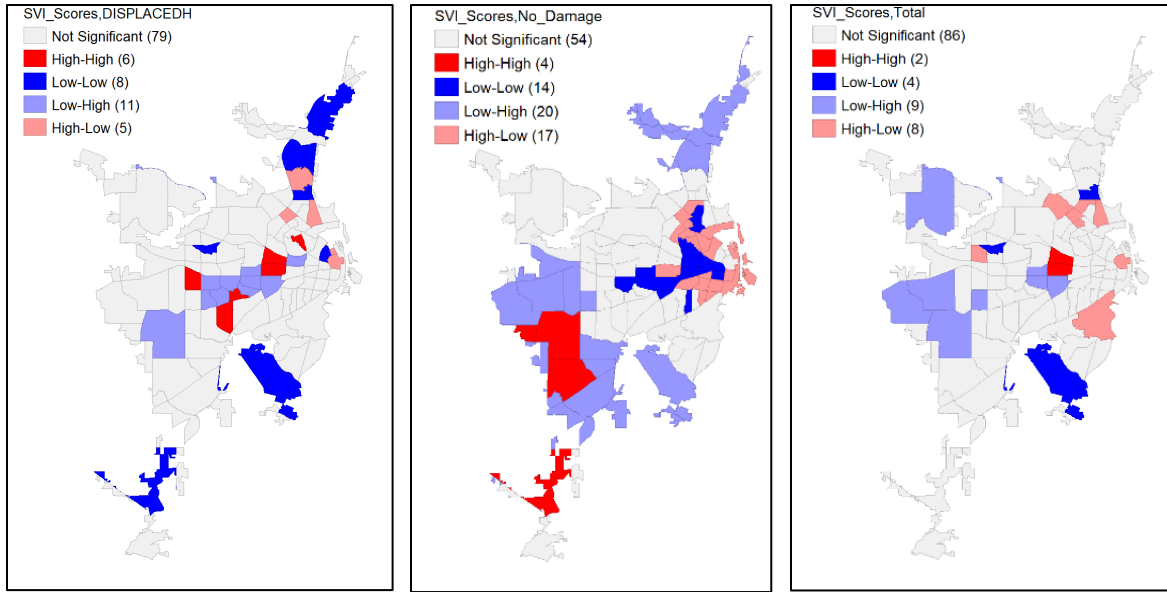 SVI_Scores,DISPLACEDH
Not Significant (79)
High-High (6)
Low-Low (8)
Low-High (11)
High-Low (5)
SVI_Scores,No_Damage
Not Significant (54)
High-High (4)
Low-Low (14)
Low-High (20)
High-Low (17)
SVI_Scores,Total
Not Significant (86)
High-High (2)
Low-Low (4)
Low-High (9)
High-Low (8)